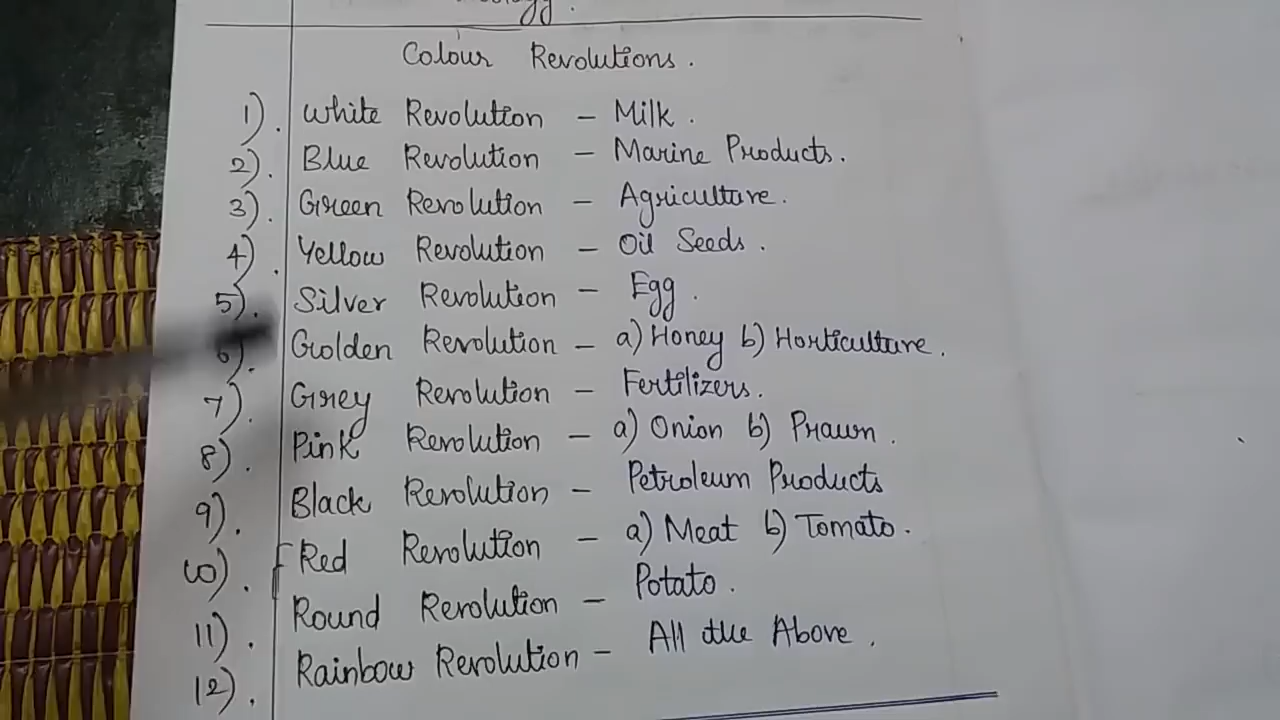 Colour Revolutions.
1). White Revolution - Milk.
2). Blue Revolution - Marine Products.
3). Green Revolution - Agriculture.
4). Yellow Revolution - Oil Seeds.
5). Silver Revolution - Egg.
6). Golden Revolution - a) Honey b) Horticulture.
7). Grey Revolution - Fertilizers.
8). Pink Revolution - a) Onion b) Prawn.
9). Black Revolution - Petroleum Products
10). Red Revolution - a) Meat b) Tomato.
11). Round Revolution - Potato.
12). Rainbow Revolution - All the Above.